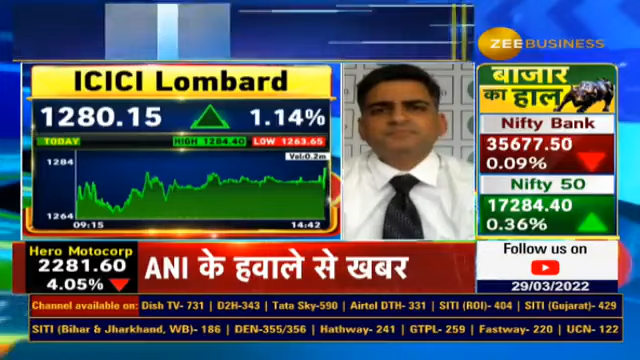 ZEEBUSINESS
ICICI Lombard
1280.15 1.14%
TODAY HIGH 1284.40 LOW 1263.65
Vol:0.2m
1284
1264
09:15 14:42
बाजार
का हाल
Nifty Bank
35677.50
0.09%
Nifty 50
17284.40
0.36%
Hero Motocorp
2281.60
4.05%
ANI के हवाले से खबर
Follow us on
29/03/2022
Channel available on: Dish TV- 731 | D2H-343 | Tata Sky-590 | Airtel DTH- 331 | SITI (ROI)- 404 | SITI (Gujarat)- 429
SITI (Bihar & Jharkhand, WB)- 186 | DEN-355/356 | Hathway- 241 | GTPL- 259 | Fastway- 220 | UCN- 122